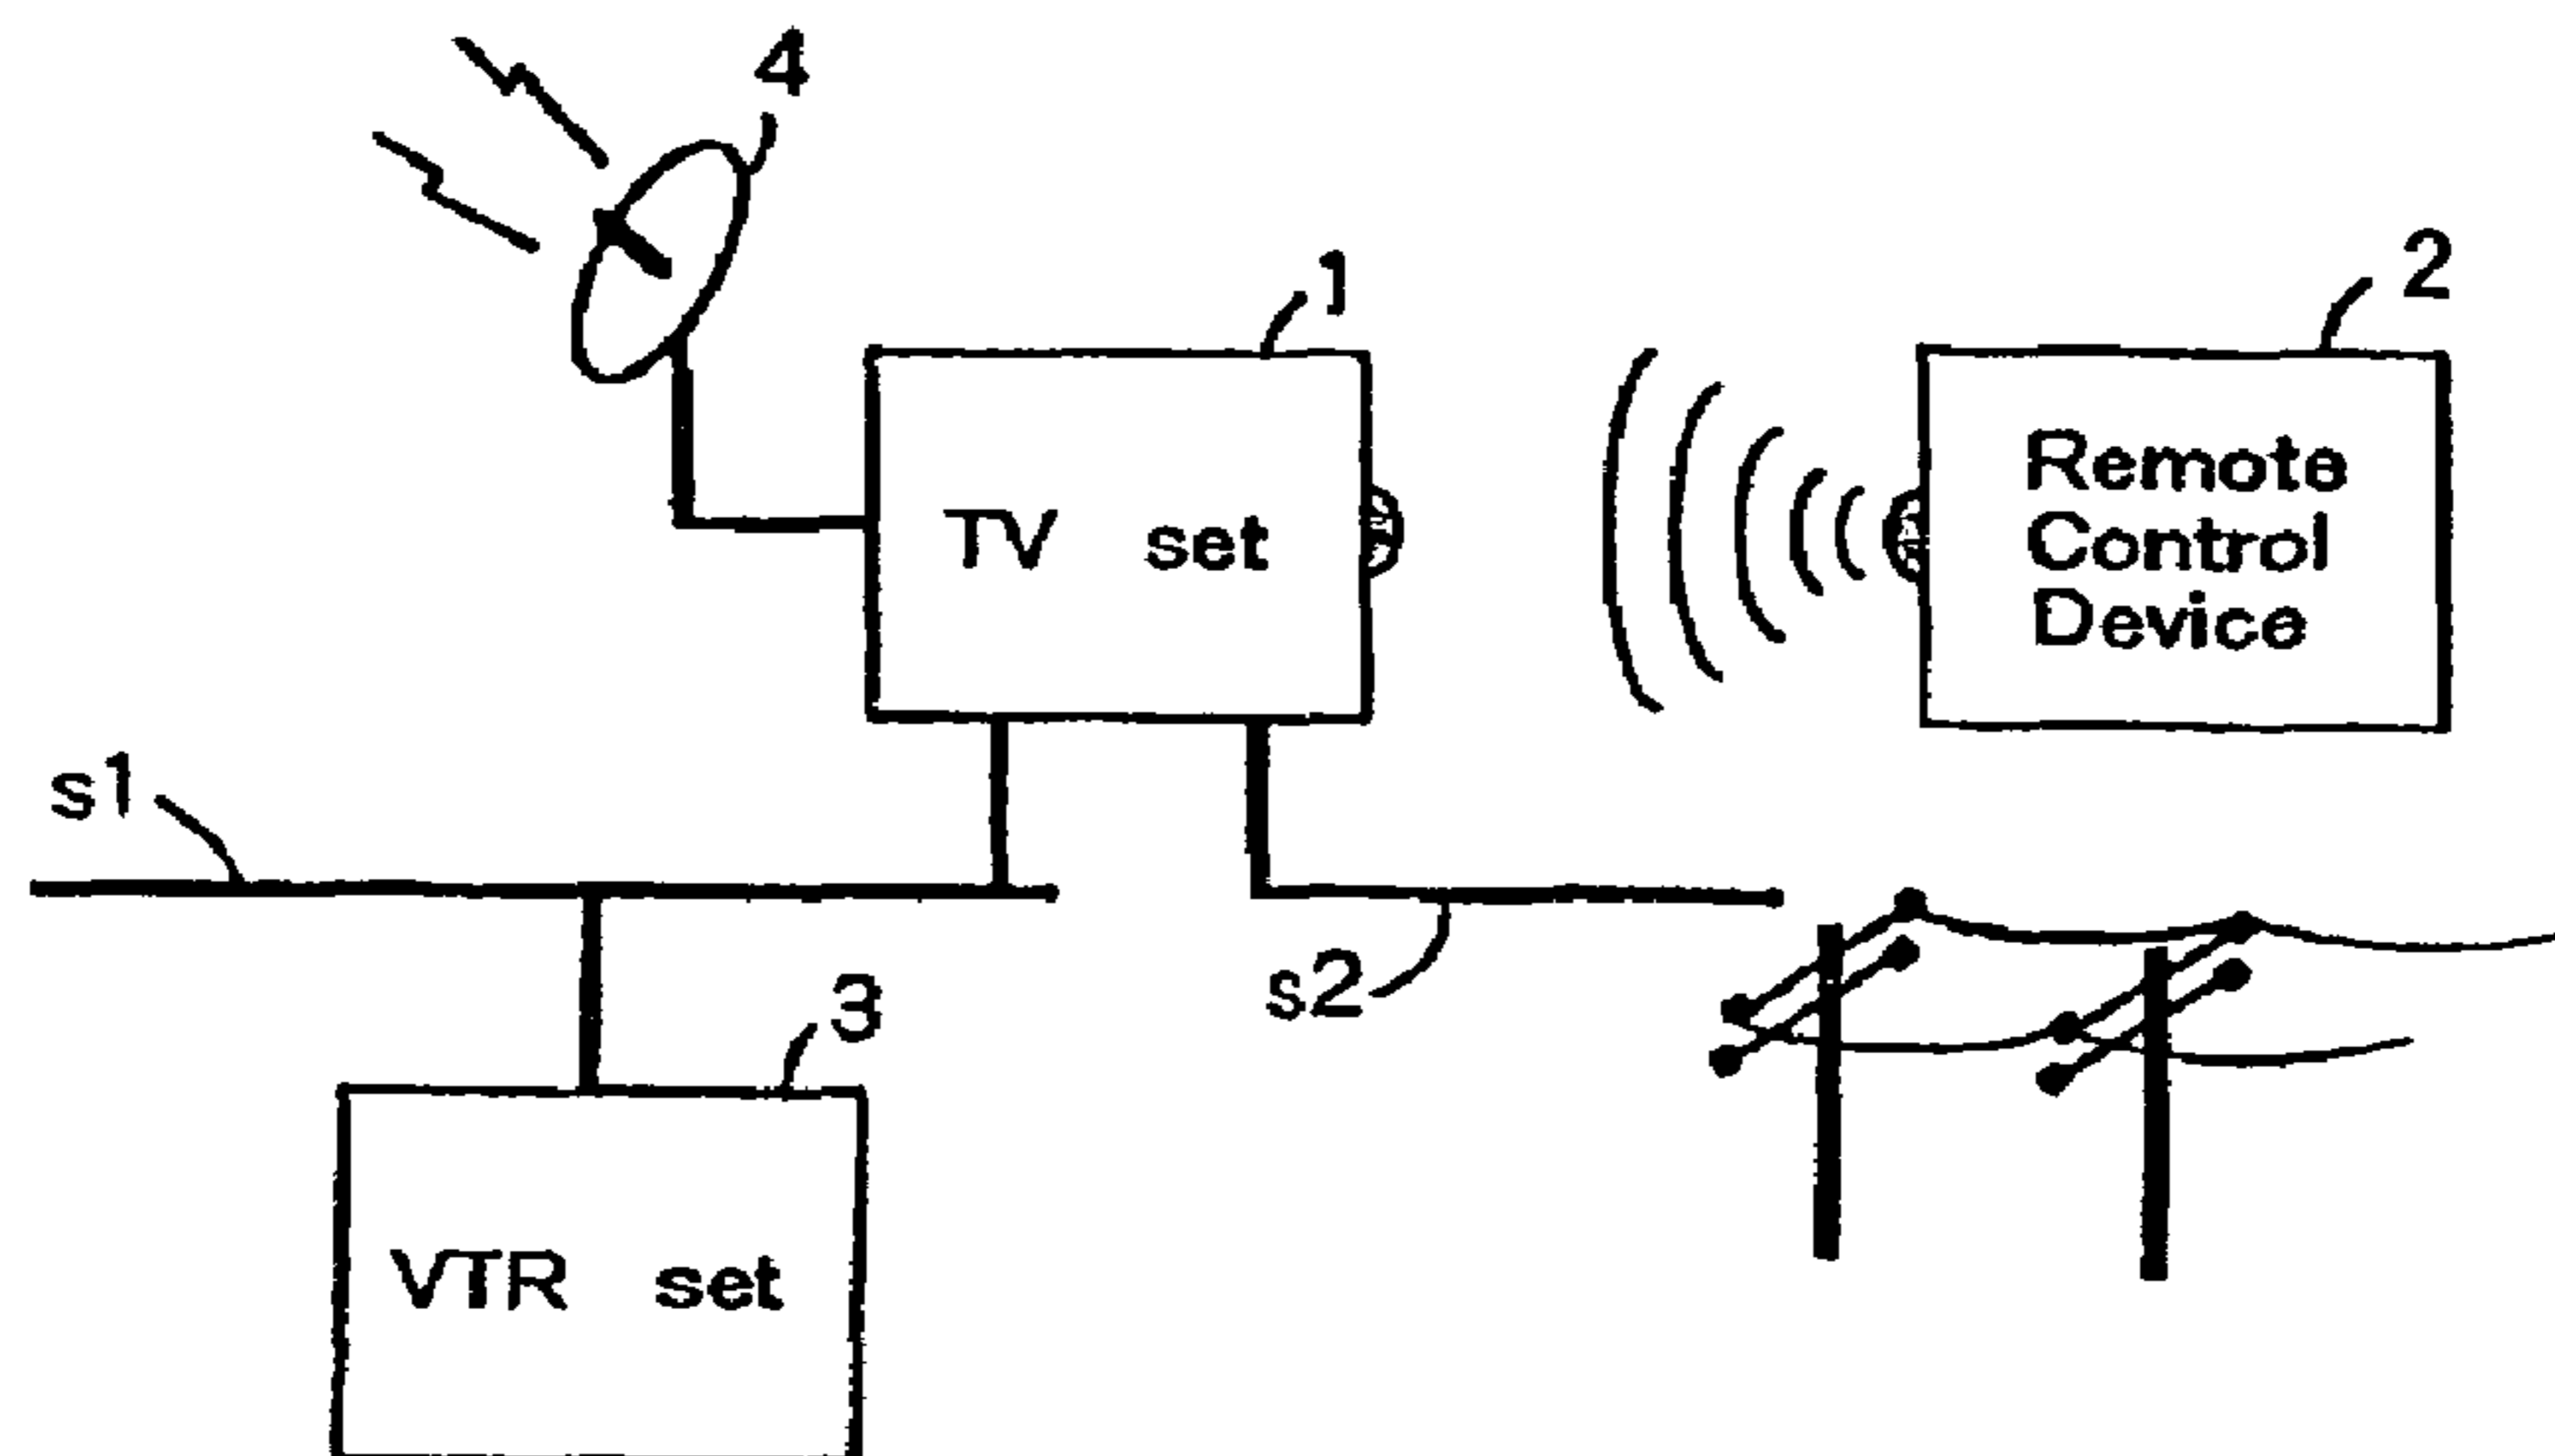 4
1
2
TV set
Remote
Control
Device
s1
s2
3
VTR set